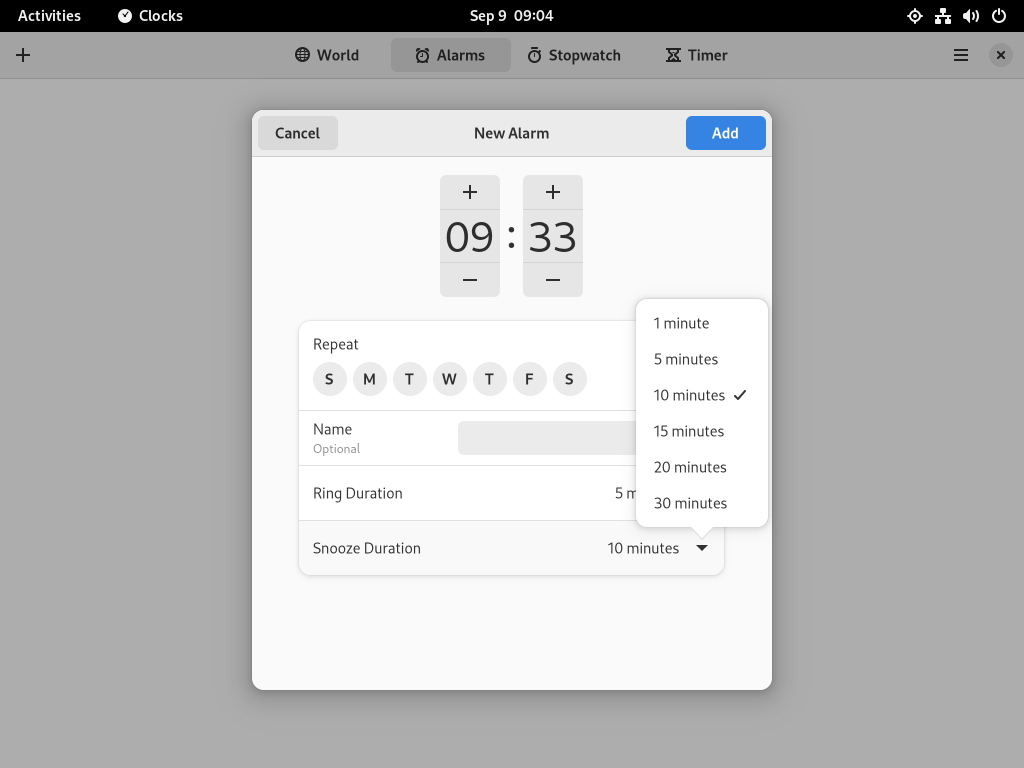 Activities Clocks Sep 9 09:04
World Alarms Stopwatch Timer
Cancel New Alarm Add
09 : 33
Repeat
S M T W T F S
Name
Optional
Ring Duration 5 m
Snooze Duration 10 minutes
1 minute
5 minutes
10 minutes
15 minutes
20 minutes
30 minutes